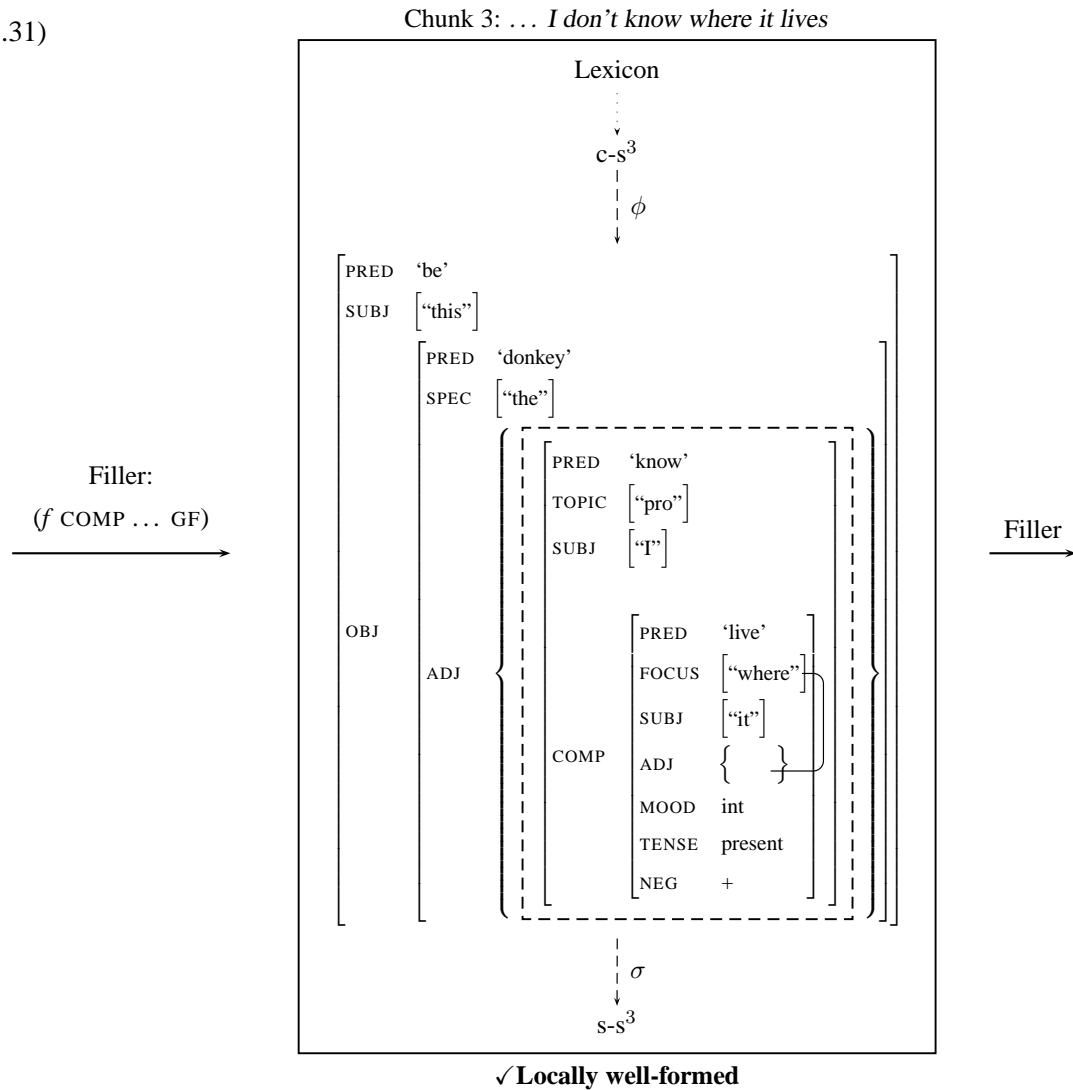 .31)
Chunk 3: … I don’t know where it lives
Lexicon
c-s³
ϕ
PRED ‘be’
SUBJ [“this”]
PRED ‘donkey’
SPEC [“the”]
PRED ‘know’
Filler:
TOPIC [“pro”]
(f COMP … GF)
SUBJ [“I”]
Filler
OBJ
PRED ‘live’
ADJ
FOCUS [“where”]
SUBJ [“it”]
COMP
ADJ { }
MOOD int
TENSE present
NEG +
σ
s-s³
✓Locally well-formed